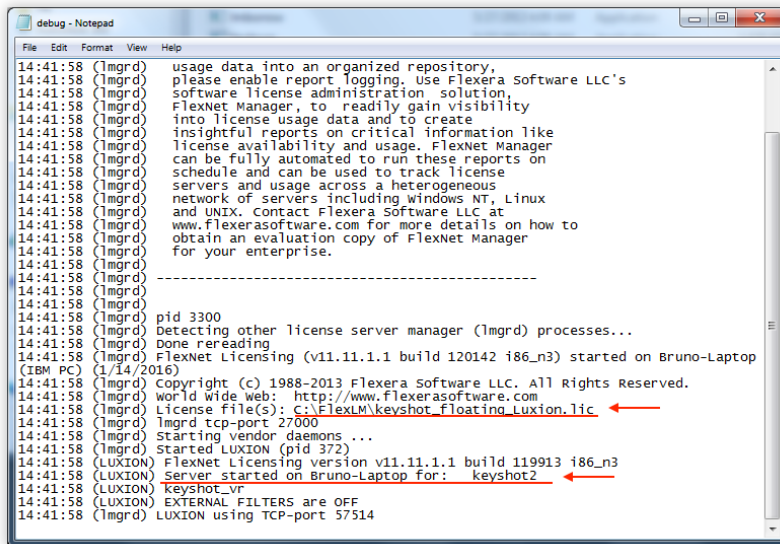 debug - Notepad
File Edit Format View Help
14:41:58 (lmgrd)   usage data into an organized repository,
14:41:58 (lmgrd)   please enable report logging. Use Flexera Software LLC's
14:41:58 (lmgrd)   software license administration  solution,
14:41:58 (lmgrd)   FlexNet Manager, to  readily gain visibility
14:41:58 (lmgrd)   into license usage data and to create
14:41:58 (lmgrd)   insightful reports on critical information like
14:41:58 (lmgrd)   license availability and usage. FlexNet Manager
14:41:58 (lmgrd)   can be fully automated to run these reports on
14:41:58 (lmgrd)   schedule and can be used to track license
14:41:58 (lmgrd)   servers and usage across a heterogeneous
14:41:58 (lmgrd)   network of servers including Windows NT, Linux
14:41:58 (lmgrd)   and UNIX. Contact Flexera Software LLC at
14:41:58 (lmgrd)   www.flexerasoftware.com for more details on how to
14:41:58 (lmgrd)   obtain an evaluation copy of FlexNet Manager
14:41:58 (lmgrd)   for your enterprise.
14:41:58 (lmgrd)
14:41:58 (lmgrd) -----------------------------------------------
14:41:58 (lmgrd)
14:41:58 (lmgrd)
14:41:58 (lmgrd) pid 3300
14:41:58 (lmgrd) Detecting other license server manager (lmgrd) processes...
14:41:58 (lmgrd) Done rereading
14:41:58 (lmgrd) FlexNet Licensing (v11.11.1.1 build 120142 i86_n3) started on Bruno-Laptop
(IBM PC) (1/14/2016)
14:41:58 (lmgrd) Copyright (c) 1988-2013 Flexera Software LLC. All Rights Reserved.
14:41:58 (lmgrd) World Wide Web:  http://www.flexerasoftware.com
14:41:58 (lmgrd) License file(s): C:\FlexLM\keyshot_floating_Luxion.lic
14:41:58 (lmgrd) lmgrd tcp-port 27000
14:41:58 (lmgrd) Starting vendor daemons ...
14:41:58 (lmgrd) Started LUXION (pid 372)
14:41:58 (LUXION) FlexNet Licensing version v11.11.1.1 build 119913 i86_n3
14:41:58 (LUXION) Server started on Bruno-Laptop for:   keyshot2
14:41:58 (LUXION) keyshot_vr
14:41:58 (LUXION) EXTERNAL FILTERS are OFF
14:41:58 (lmgrd) LUXION using TCP-port 57514